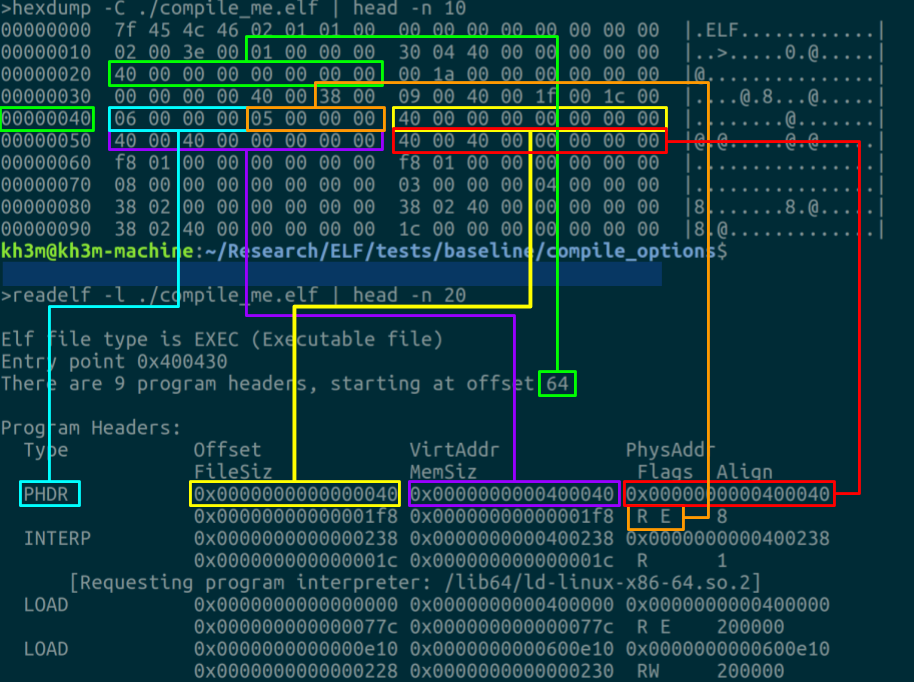 >hexdump -C ./compile_me.elf | head -n 10
00000000 7f 45 4c 46 02 01 01 00 00 00 00 00 00 00 00 00 |.ELF............|
00000010 02 00 3e 00 01 00 00 00 30 04 40 00 00 00 00 00 |..>.....0.@.....|
00000020 40 00 00 00 00 00 00 00 00 1a 00 00 00 00 00 00 |@...............|
00000030 00 00 00 00 40 00 38 00 09 00 40 00 1f 00 1c 00 |....@.8...@.....|
00000040 06 00 00 00 05 00 00 00 40 00 00 00 00 00 00 00 |........@.......|
00000050 40 00 40 00 00 00 00 00 40 00 40 00 00 00 00 00 |@.@.....@.@.....|
00000060 f8 01 00 00 00 00 00 00 f8 01 00 00 00 00 00 00 |................|
00000070 08 00 00 00 00 00 00 00 03 00 00 00 04 00 00 00 |................|
00000080 38 02 00 00 00 00 00 00 38 02 40 00 00 00 00 00 |8.......8.@.....|
00000090 38 02 40 00 00 00 00 00 1c 00 00 00 00 00 00 00 |8.@.............|
kh3m@kh3m-machine:~/Research/ELF/tests/baseline/compile_options$
>readelf -l ./compile_me.elf | head -n 20
Elf file type is EXEC (Executable file)
Entry point 0x400430
There are 9 program headers, starting at offset 64
Program Headers:
Type Offset VirtAddr PhysAddr
FileSiz MemSiz Flags Align
PHDR 0x0000000000000040 0x0000000000400040 0x0000000000400040
0x00000000000001f8 0x00000000000001f8 R E 8
INTERP 0x0000000000000238 0x0000000000400238 0x0000000000400238
0x000000000000001c 0x000000000000001c R 1
[Requesting program interpreter: /lib64/ld-linux-x86-64.so.2]
LOAD 0x0000000000000000 0x0000000000400000 0x0000000000400000
0x000000000000077c 0x000000000000077c R E 200000
LOAD 0x0000000000000e10 0x0000000000600e10 0x0000000000600e10
0x0000000000000228 0x0000000000000230 RW 200000